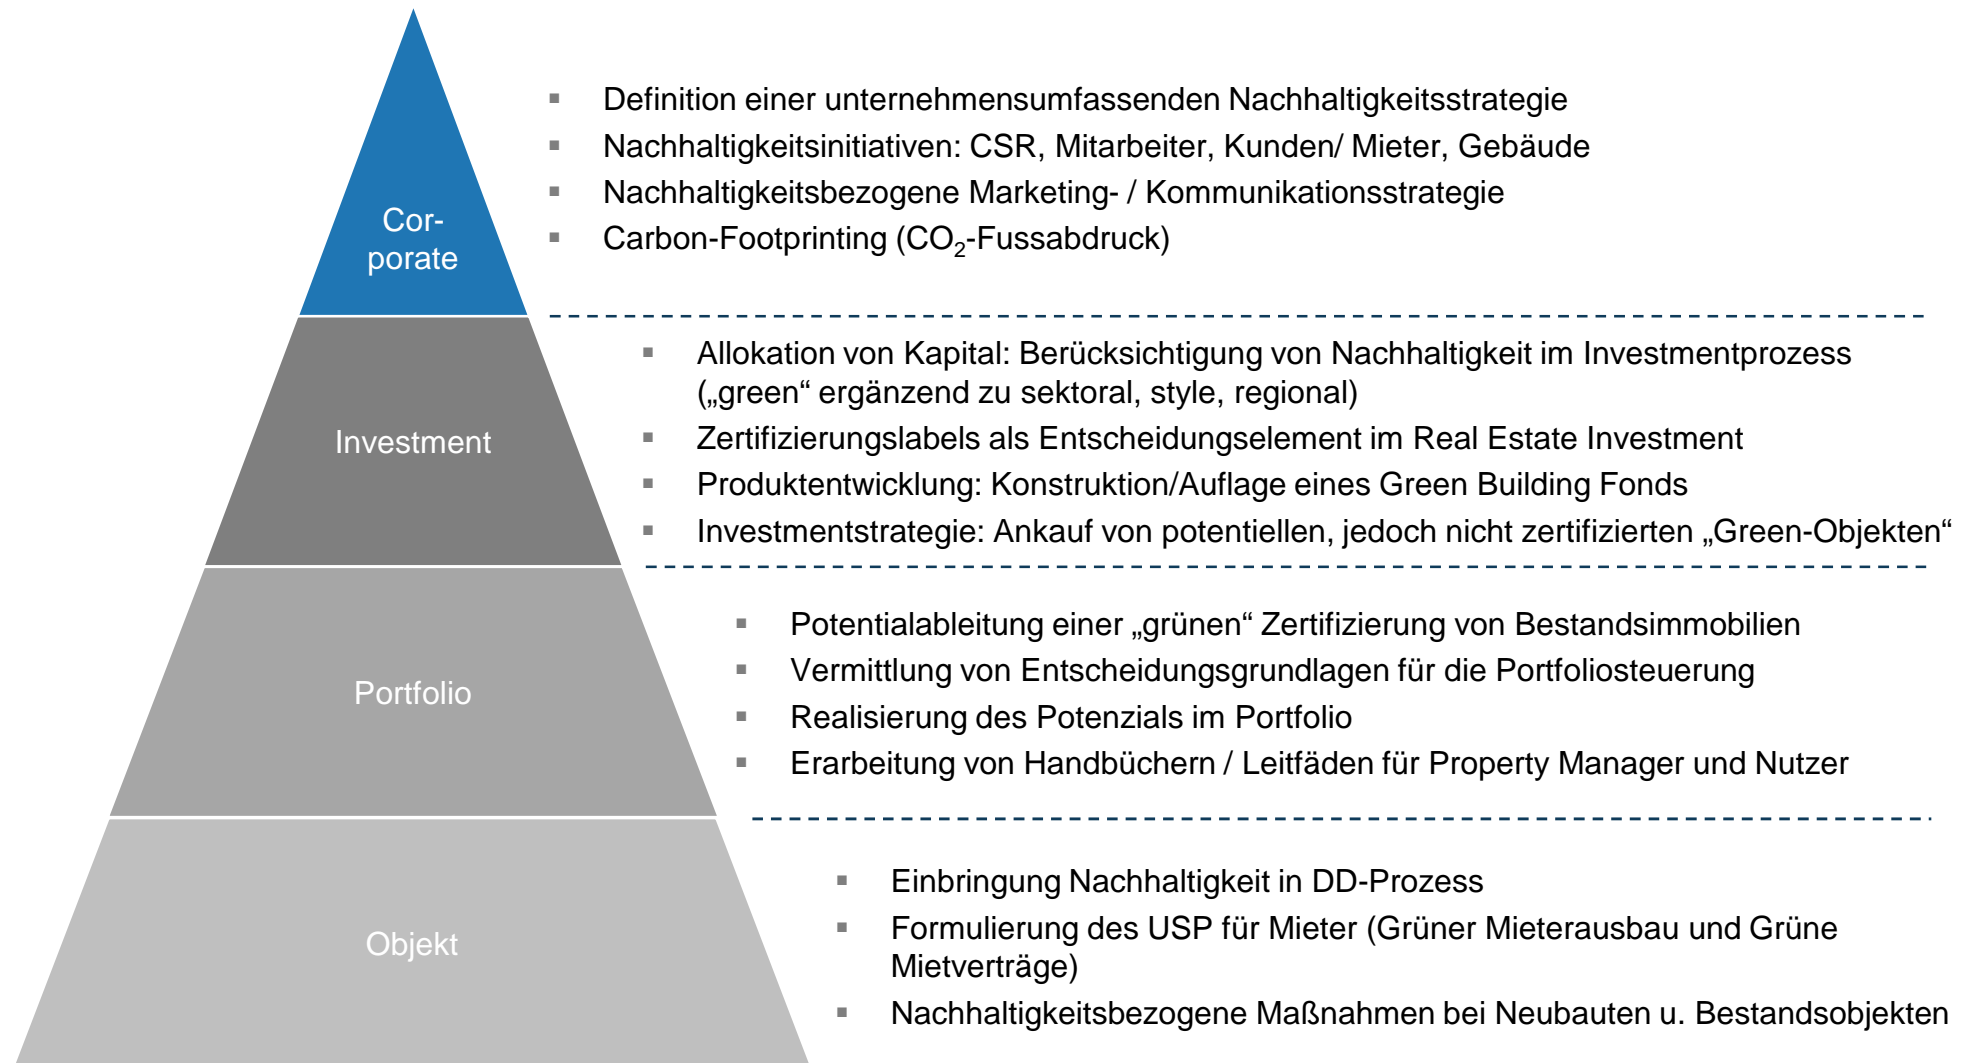 Cor-
porate
▪ Definition einer unternehmensumfassenden Nachhaltigkeitsstrategie
▪ Nachhaltigkeitsinitiativen: CSR, Mitarbeiter, Kunden/ Mieter, Gebäude
▪ Nachhaltigkeitsbezogene Marketing- / Kommunikationsstrategie
▪ Carbon-Footprinting (CO₂-Fussabdruck)
Investment
▪ Allokation von Kapital: Berücksichtigung von Nachhaltigkeit im Investmentprozess
(„green“ ergänzend zu sektoral, style, regional)
▪ Zertifizierungslabels als Entscheidungselement im Real Estate Investment
▪ Produktentwicklung: Konstruktion/Auflage eines Green Building Fonds
▪ Investmentstrategie: Ankauf von potentiellen, jedoch nicht zertifizierten „Green-Objekten“
Portfolio
▪ Potentialableitung einer „grünen“ Zertifizierung von Bestandsimmobilien
▪ Vermittlung von Entscheidungsgrundlagen für die Portfoliosteuerung
▪ Realisierung des Potenzials im Portfolio
▪ Erarbeitung von Handbüchern / Leitfäden für Property Manager und Nutzer
Objekt
▪ Einbringung Nachhaltigkeit in DD-Prozess
▪ Formulierung des USP für Mieter (Grüner Mieterausbau und Grüne
Mietverträge)
▪ Nachhaltigkeitsbezogene Maßnahmen bei Neubauten u. Bestandsobjekten